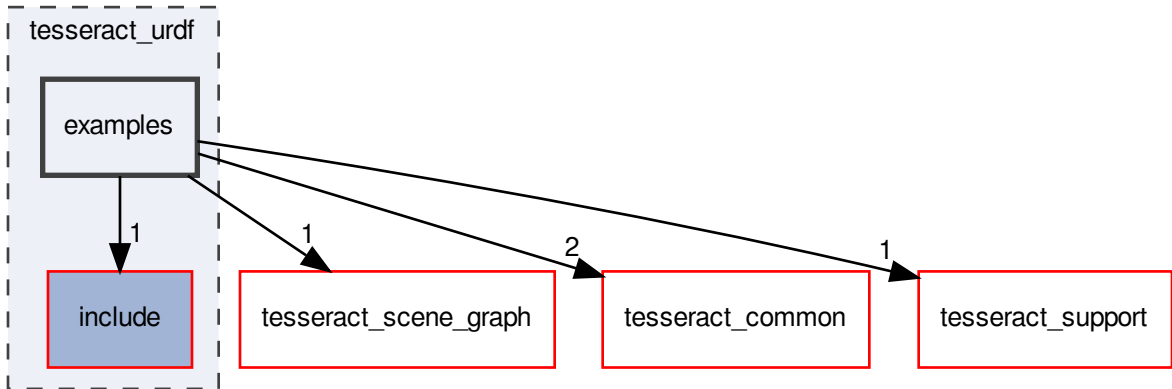 tesseract_urdf
examples
1
1
2
1
include
tesseract_scene_graph
tesseract_common
tesseract_support